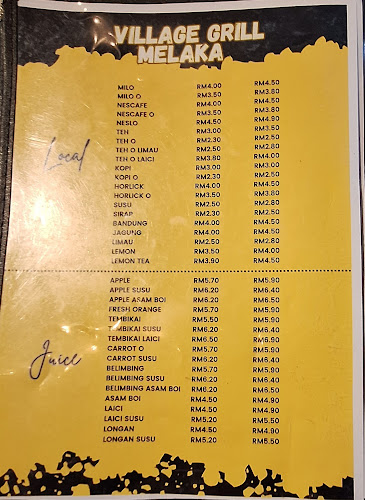 VILLAGE GRILL
MELAKA
Local
MILO RM4.00 RM4.50
MILO O RM3.50 RM3.80
NESCAFE RM4.00 RM4.50
NESCAFE O RM3.50 RM3.80
NESLO RM4.00 RM4.90
TEH RM3.00 RM3.50
TEH O RM2.30 RM2.50
TEH O LIMAU RM2.50 RM2.80
TEH O LAICI RM3.80 RM4.00
KOPI RM3.00 RM3.00
KOPI O RM2.30 RM2.50
HORLICK RM4.00 RM4.50
HORLICK O RM3.50 RM3.80
SUSU RM2.50 RM2.80
SIRAP RM2.30 RM2.50
BANDUNG RM4.00 RM4.50
JAGUNG RM4.00 RM4.50
LIMAU RM2.50 RM2.80
LEMON RM3.50 RM4.00
LEMON TEA RM3.90 RM4.50
Juice
APPLE RM5.70 RM5.90
APPLE SUSU RM6.20 RM6.40
APPLE ASAM BOI RM6.20 RM6.50
FRESH ORANGE RM5.70 RM5.90
TEMBIKAI RM5.50 RM5.90
TEMBIKAI SUSU RM6.20 RM6.40
TEMBIKAI LAICI RM6.50 RM6.90
CARROT O RM5.70 RM5.90
CARROT SUSU RM6.20 RM6.40
BELIMBING RM5.70 RM5.90
BELIMBING SUSU RM6.20 RM6.40
BELIMBING ASAM BOI RM6.20 RM6.50
ASAM BOI RM4.50 RM4.90
LAICI RM4.50 RM4.90
LAICI SUSU RM5.20 RM5.50
LONGAN RM4.50 RM4.90
LONGAN SUSU RM5.20 RM5.50